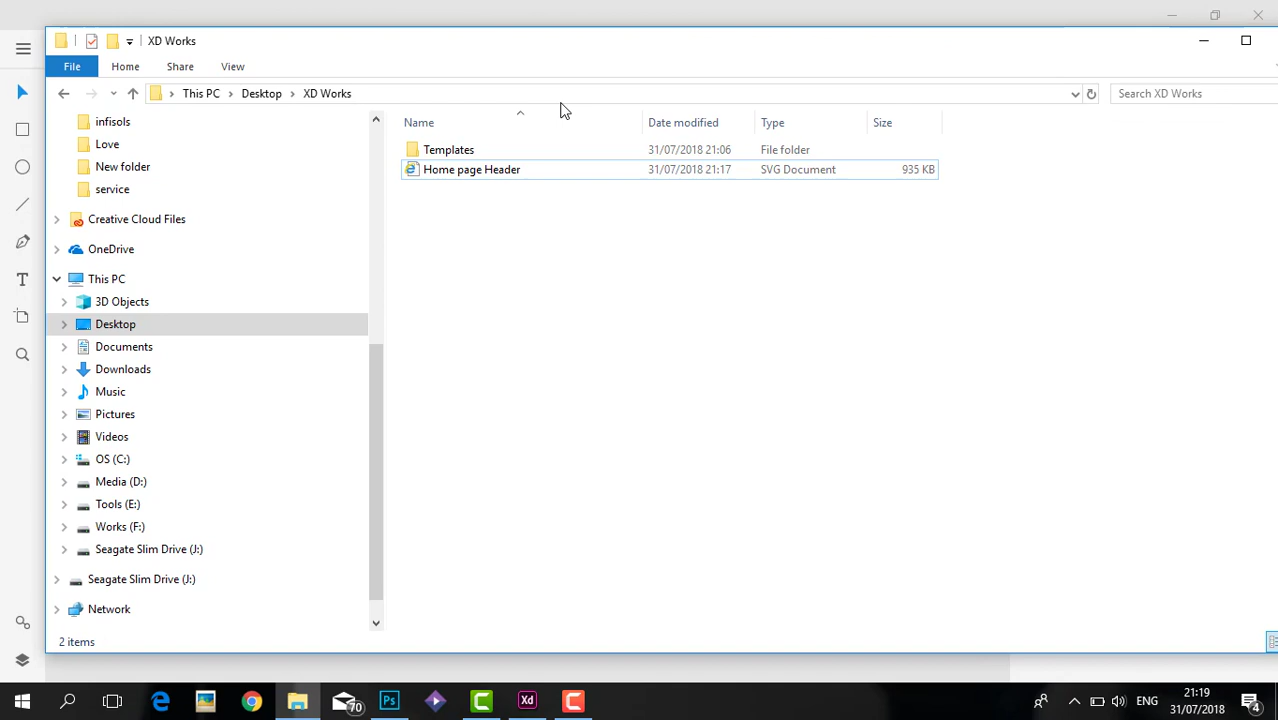 XD Works
File Home Share View
This PC Desktop XD Works Search XD Works
Name Date modified Type Size
Templates 31/07/2018 21:06 File folder
Home page Header 31/07/2018 21:17 SVG Document 935 KB
infisols
Love
New folder
service
Creative Cloud Files
OneDrive
This PC
3D Objects
Desktop
Documents
Downloads
Music
Pictures
Videos
OS (C:)
Media (D:)
Tools (E:)
Works (F:)
Seagate Slim Drive (J:)
Seagate Slim Drive (J:)
Network
2 items
T
70 Ps Xd ENG 21:19
31/07/2018 4